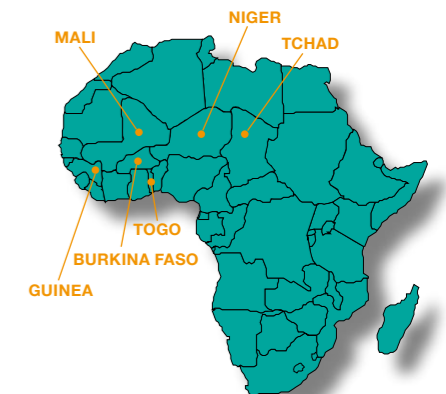 NIGER
MALI
TCHAD
TOGO
BURKINA FASO
GUINEA